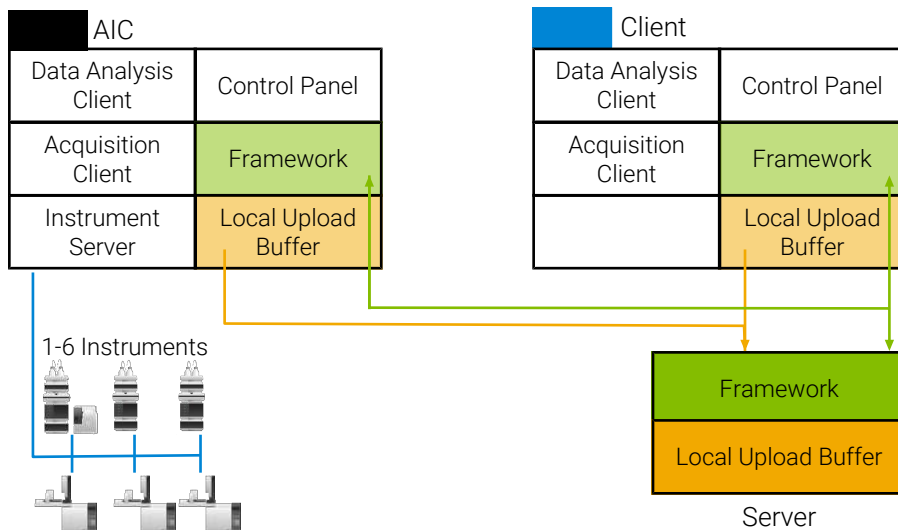 AIC
Data Analysis
Client
Control Panel
Acquisition
Client
Framework
Instrument
Server
Local Upload
Buffer
Client
Data Analysis
Client
Control Panel
Acquisition
Client
Framework
Local Upload
Buffer
1-6 Instruments
Framework
Local Upload Buffer
Server